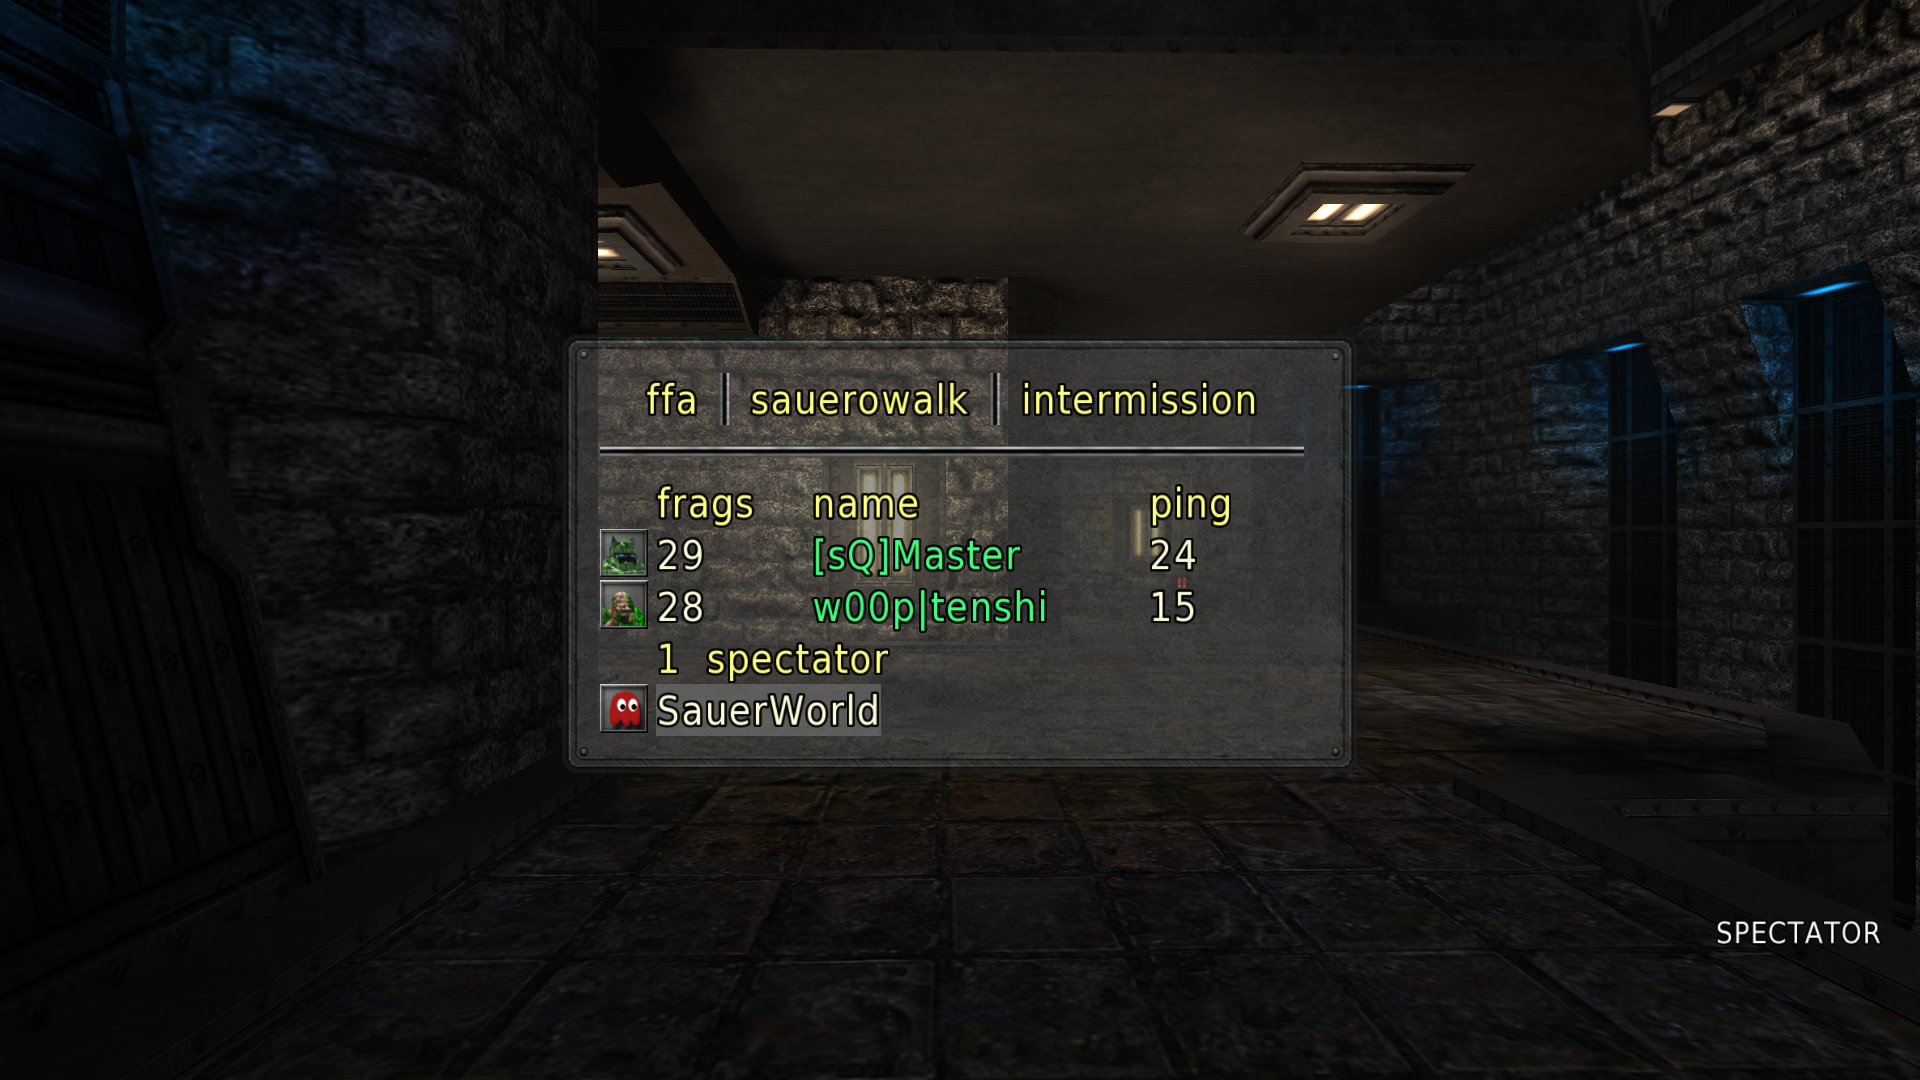 ffa sauerowalk intermission
frags name ping
29 [sQ]Master 24
28 w00p|tenshi 15
1 spectator
SauerWorld
SPECTATOR